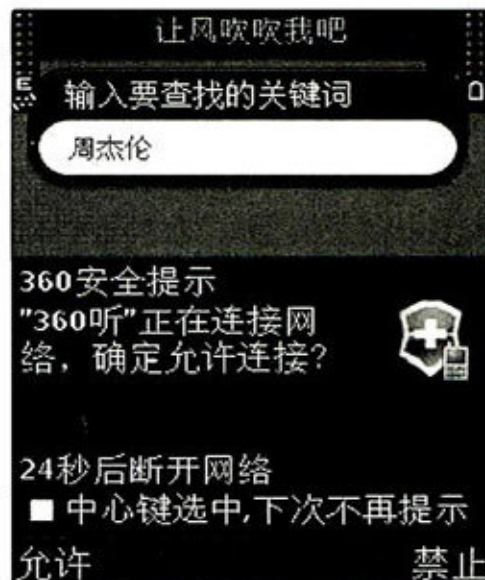 让风吹吹我吧
输入要查找的关键词
周杰伦
360安全提示
"360听"正在连接网
络，确定允许连接?
24秒后断开网络
中心键选中,下次不再提示
允许
禁止